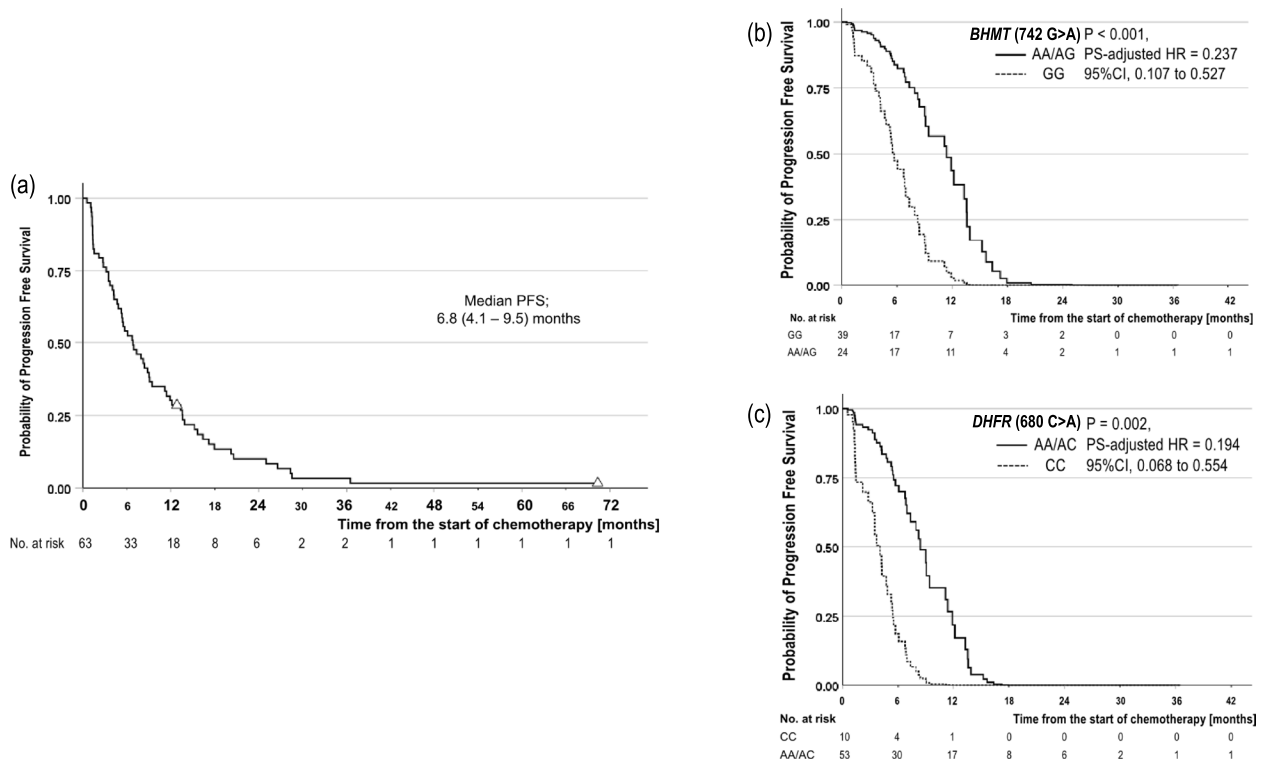 (a)
Probability of Progression Free Survival
1.00
0.75
0.50
0.25
0.00
Median PFS;
6.8 (4.1 – 9.5) months
0 6 12 18 24 30 36 42 48 54 60 66 72
Time from the start of chemotherapy [months]
No. at risk 63 33 18 8 6 2 2 1 1 1 1 1 1
(b)
Probability of Progression Free Survival
1.00
0.75
0.50
0.25
0.00
BHMT (742 G>A) P < 0.001,
AA/AG PS-adjusted HR = 0.237
GG 95%CI, 0.107 to 0.527
0 6 12 18 24 30 36 42
No. at risk Time from the start of chemotherapy [months]
GG 39 17 7 3 2 0 0 0
AA/AG 24 17 11 4 2 1 1 1
(c)
Probability of Progression Free Survival
1.00
0.75
0.50
0.25
0.00
DHFR (680 C>A) P = 0.002,
AA/AC PS-adjusted HR = 0.194
CC 95%CI, 0.068 to 0.554
0 6 12 18 24 30 36 42
No. at risk Time from the start of chemotherapy [months]
CC 10 4 1 0 0 0 0 0
AA/AC 53 30 17 8 6 2 1 1